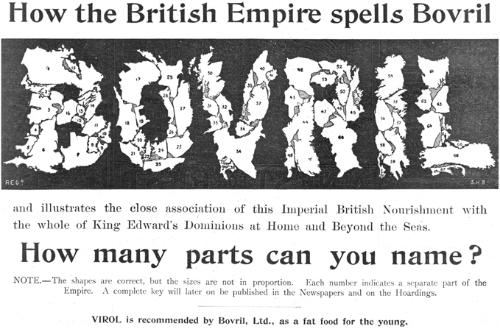 How the British Empire spells Bovril
and illustrates the close association of this Imperial British Nourishment with
the whole of King Edward's Dominions at Home and Beyond the Seas.
How many parts can you name?
NOTE.—The shapes are correct, but the sizes are not in proportion. Each number indicates a separate part of the
Empire. A complete key will later on be published in the Newspapers and on the Hoardings.
VIROL is recommended by Bovril, Ltd., as a fat food for the young.